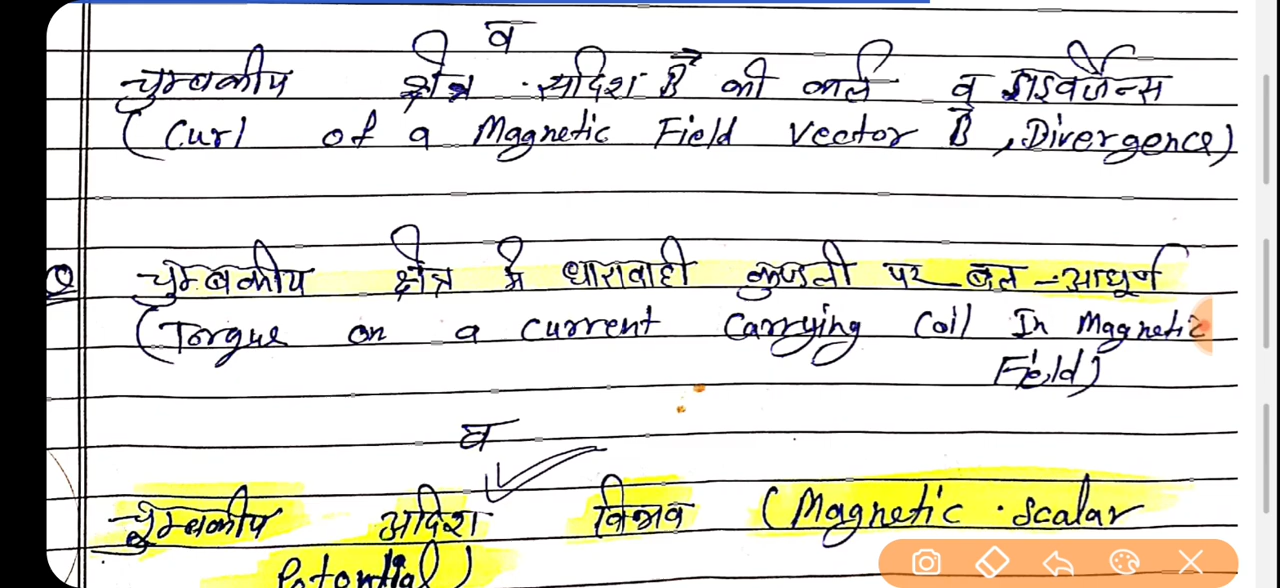 व
चुम्बकीय क्षेत्र सदिश B⃗ की कर्ल व डाइवर्जेन्स
(Curl of a Magnetic Field Vector B⃗, Divergence)
Q चुम्बकीय क्षेत्र में धारावाही कुण्डली पर बल-आघूर्ण
(Torque on a current Carrying Coil In Magnetic
Field)
व
चुम्बकीय अदिश विभव (Magnetic Scalar
Potential)